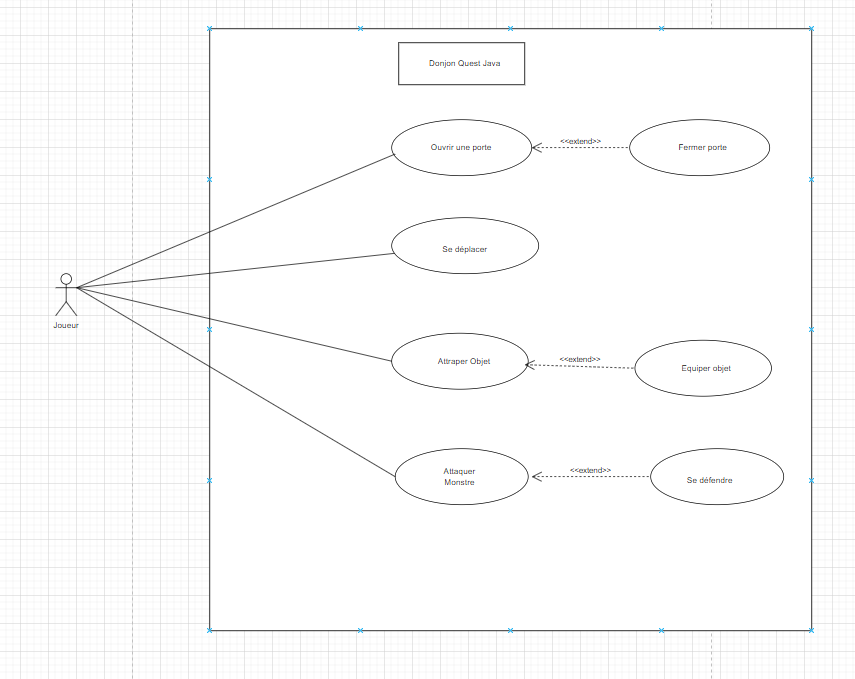 Donjon Quest Java
Ouvrir une porte
<<extend>>
Fermer porte
Se déplacer
Joueur
Attraper Objet
<<extend>>
Equiper objet
Attaquer
Monstre
<<extend>>
Se défendre